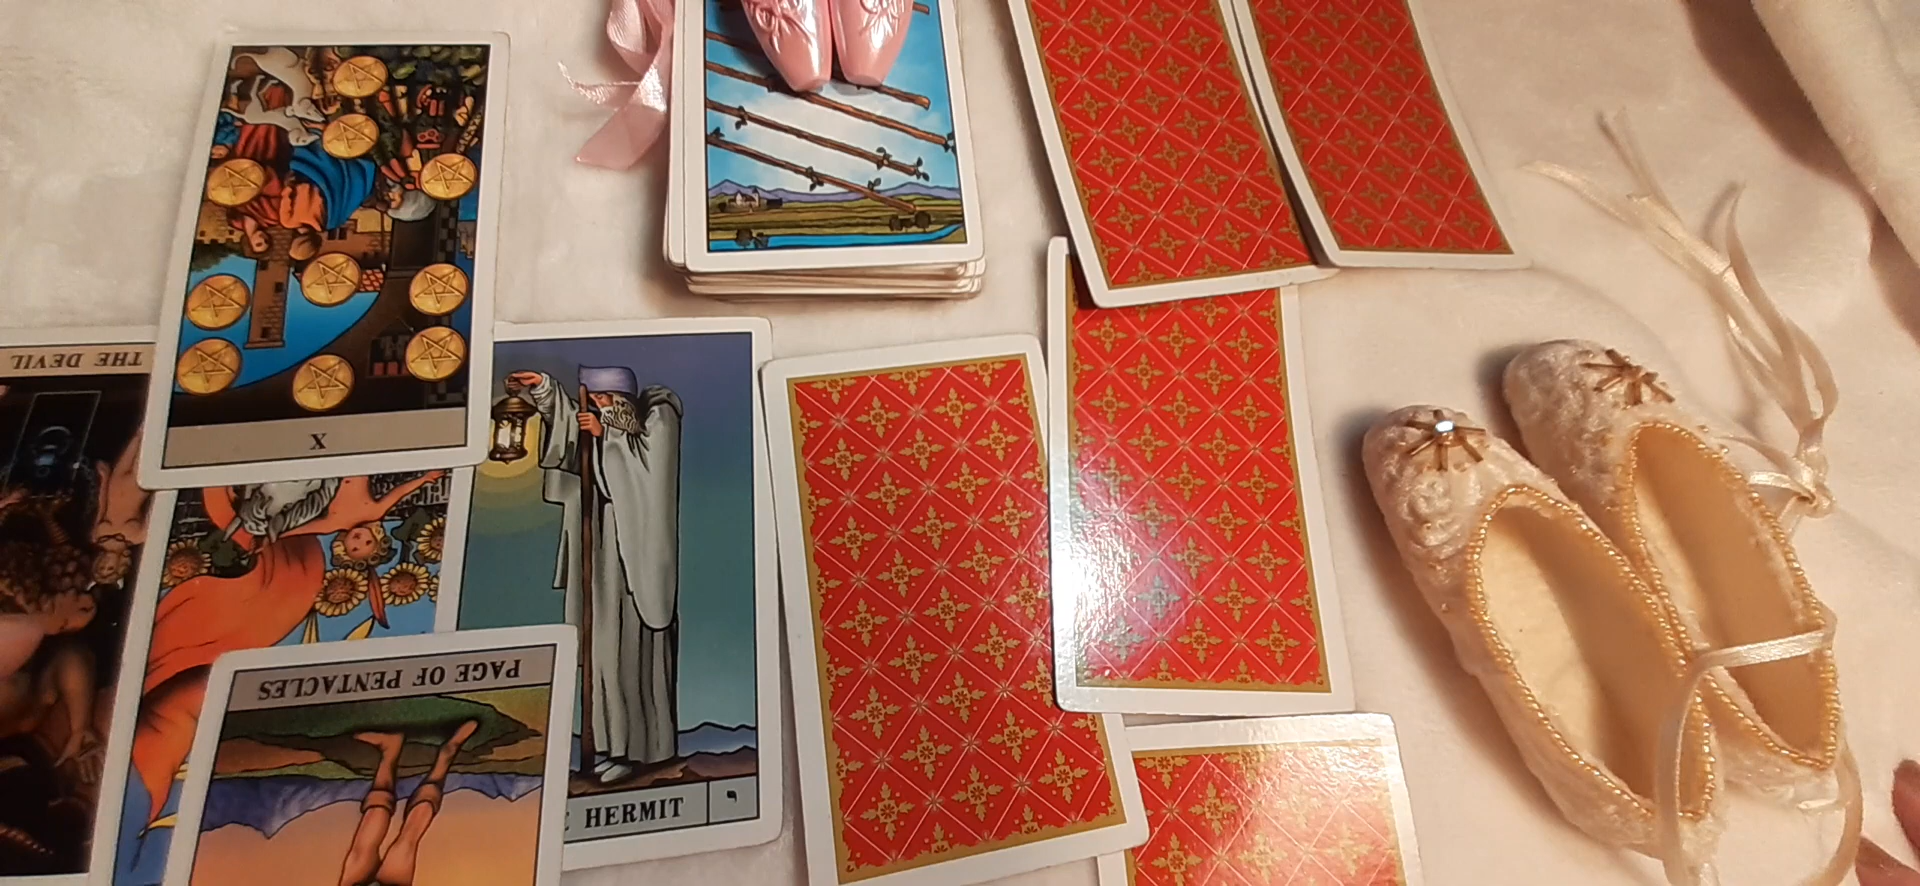 THE DEVIL
X
PAGE OF PENTACLES
HERMIT
י